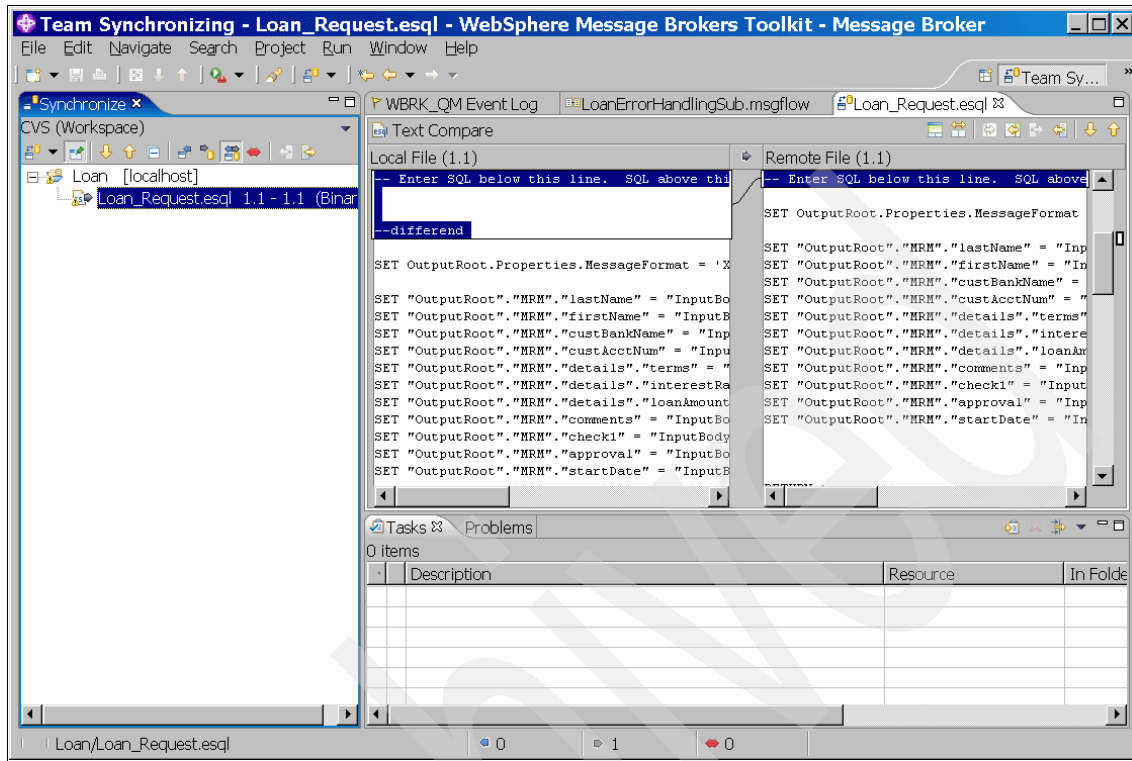 Team Synchronizing - Loan_Request.esql - WebSphere Message Brokers Toolkit - Message Broker
File Edit Navigate Search Project Run Window Help
Team Sy...
Synchronize
CVS (Workspace)
Loan [localhost]
Loan_Request.esql 1.1 - 1.1 (Binar
WBRK_QM Event Log LoanErrorHandlingSub.msgflow Loan_Request.esql
Text Compare
Local File (1.1)
-- Enter SQL below this line. SQL above thi
--differend
SET OutputRoot.Properties.MessageFormat = 'X
SET "OutputRoot"."MRM"."lastName" = "InputBo
SET "OutputRoot"."MRM"."firstName" = "InputB
SET "OutputRoot"."MRM"."custBankName" = "Inp
SET "OutputRoot"."MRM"."custAcctNum" = "Inpu
SET "OutputRoot"."MRM"."details"."terms" = "
SET "OutputRoot"."MRM"."details"."interestRa
SET "OutputRoot"."MRM"."details"."loanAmount
SET "OutputRoot"."MRM"."comments" = "InputBo
SET "OutputRoot"."MRM"."check1" = "InputBody
SET "OutputRoot"."MRM"."approval" = "InputBo
SET "OutputRoot"."MRM"."startDate" = "InputB
Remote File (1.1)
-- Enter SQL below this line. SQL above
SET OutputRoot.Properties.MessageFormat
SET "OutputRoot"."MRM"."lastName" = "Inp
SET "OutputRoot"."MRM"."firstName" = "In
SET "OutputRoot"."MRM"."custBankName" =
SET "OutputRoot"."MRM"."custAcctNum" = "
SET "OutputRoot"."MRM"."details"."terms"
SET "OutputRoot"."MRM"."details"."intere
SET "OutputRoot"."MRM"."details"."loanAm
SET "OutputRoot"."MRM"."comments" = "Inp
SET "OutputRoot"."MRM"."check1" = "Input
SET "OutputRoot"."MRM"."approval" = "Inp
SET "OutputRoot"."MRM"."startDate" = "In
Tasks Problems
0 items
Description Resource In Folde
Loan/Loan_Request.esql 0 1 0